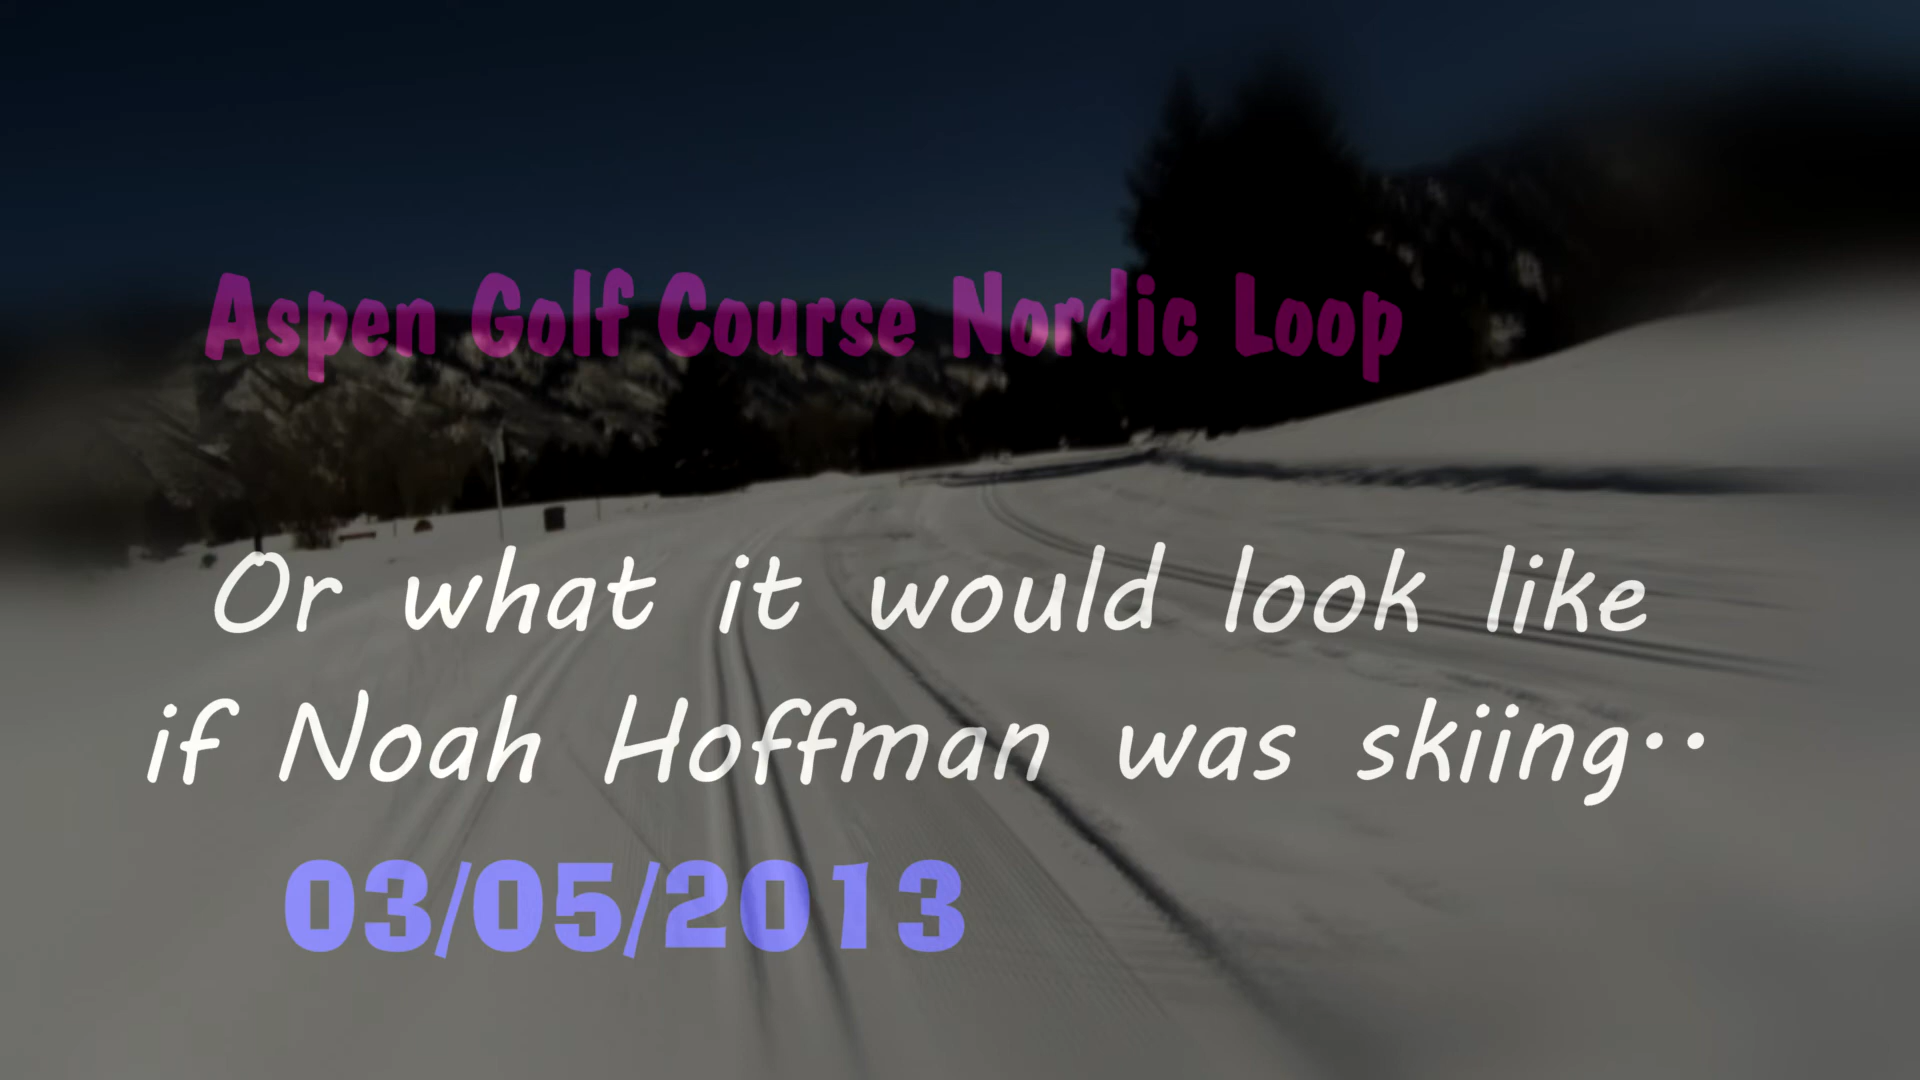 Aspen Golf Course Nordic Loop
Or what it would look like
if Noah Hoffman was skiing..
03/05/2013